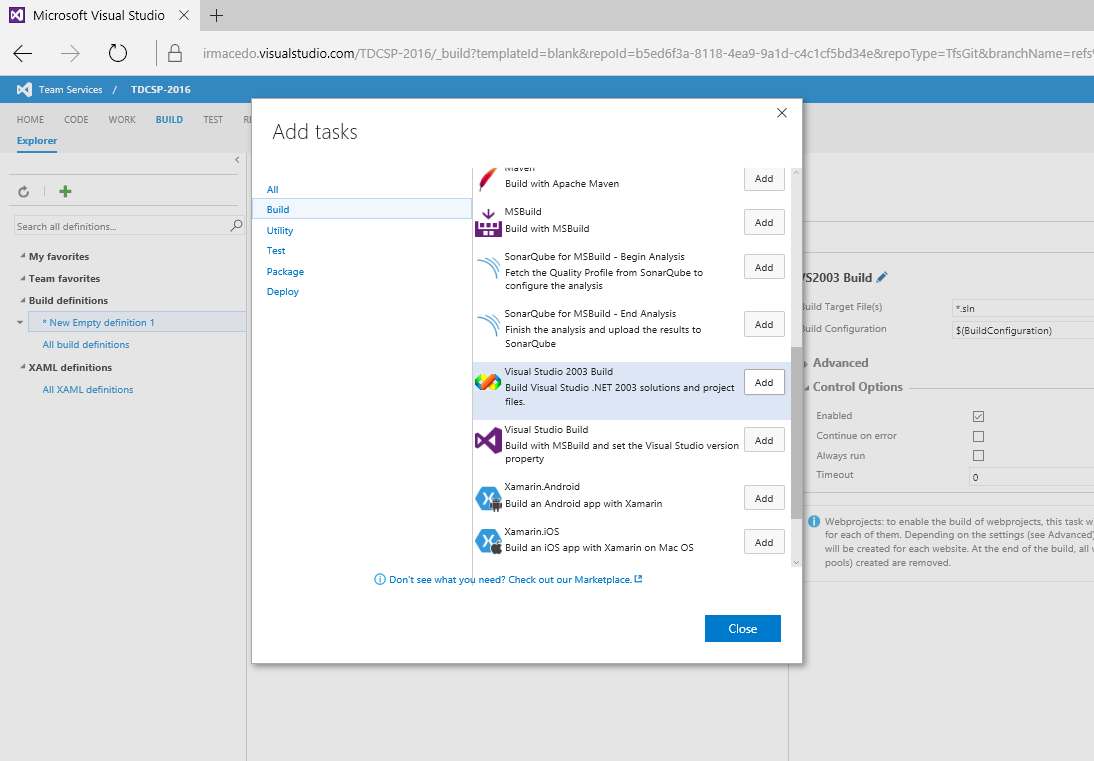 Microsoft Visual Studio
irmacedo.visualstudio.com/TDCSP-2016/_build?templateId=blank&repoId=b5ed6f3a-8118-4ea9-9a1d-c4c1cf5bd34e&repoType=TfsGit&branchName=refs
Team Services / TDCSP-2016
HOME CODE WORK BUILD TEST
Explorer
Search all definitions...
My favorites
Team favorites
Build definitions
* New Empty definition 1
All build definitions
XAML definitions
All XAML definitions
Add tasks
All
Build
Utility
Test
Package
Deploy
Maven
Build with Apache Maven
Add
MSBuild
Build with MSBuild
Add
SonarQube for MSBuild - Begin Analysis
Fetch the Quality Profile from SonarQube to
configure the analysis
Add
SonarQube for MSBuild - End Analysis
Finish the analysis and upload the results to
SonarQube
Add
Visual Studio 2003 Build
Build Visual Studio .NET 2003 solutions and project
files.
Add
Visual Studio Build
Build with MSBuild and set the Visual Studio version
property
Add
Xamarin.Android
Build an Android app with Xamarin
Add
Xamarin.iOS
Build an iOS app with Xamarin on Mac OS
Add
Don't see what you need? Check out our Marketplace.
Close
VS2003 Build
Build Target File(s) *.sln
Build Configuration $(BuildConfiguration)
Advanced
Control Options
Enabled
Continue on error
Always run
Timeout 0
Webprojects: to enable the build of webprojects, this task w
for each of them. Depending on the settings (see Advanced)
will be created for each website. At the end of the build, all
pools) created are removed.